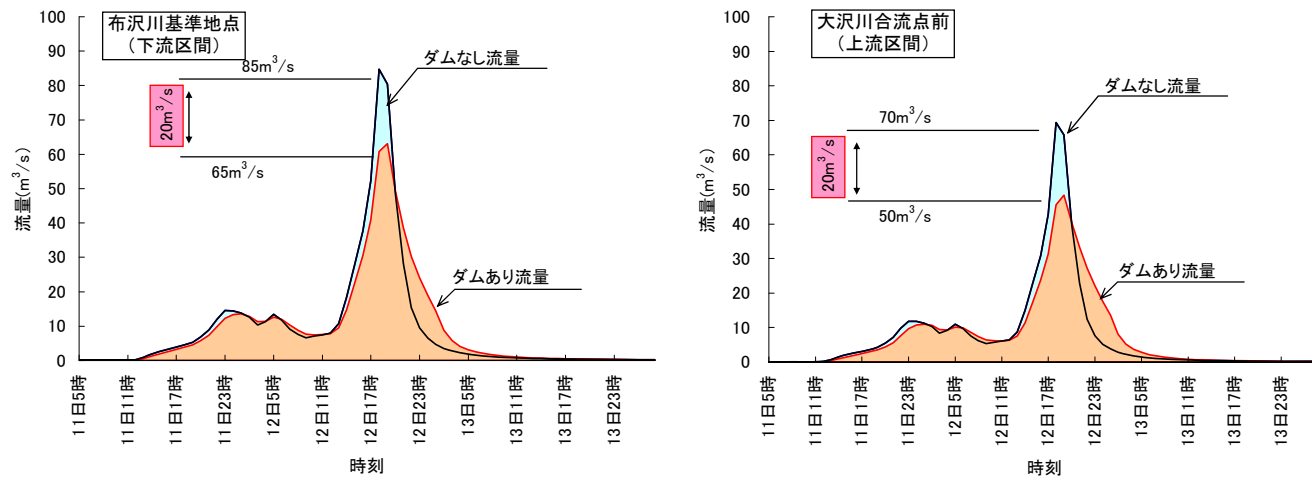 布沢川基準地点
（下流区間）
流量(m³/s)
100
90
80
70
60
50
40
30
20
10
0
85m³/s
20m³/s
65m³/s
ダムなし流量
ダムあり流量
11日5時
11日11時
11日17時
11日23時
12日5時
12日11時
12日17時
12日23時
13日5時
13日11時
13日17時
13日23時
時刻
大沢川合流点前
（上流区間）
流量(m³/s)
100
90
80
70
60
50
40
30
20
10
0
70m³/s
20m³/s
50m³/s
ダムなし流量
ダムあり流量
11日5時
11日11時
11日17時
11日23時
12日5時
12日11時
12日17時
12日23時
13日5時
13日11時
13日17時
13日23時
時刻